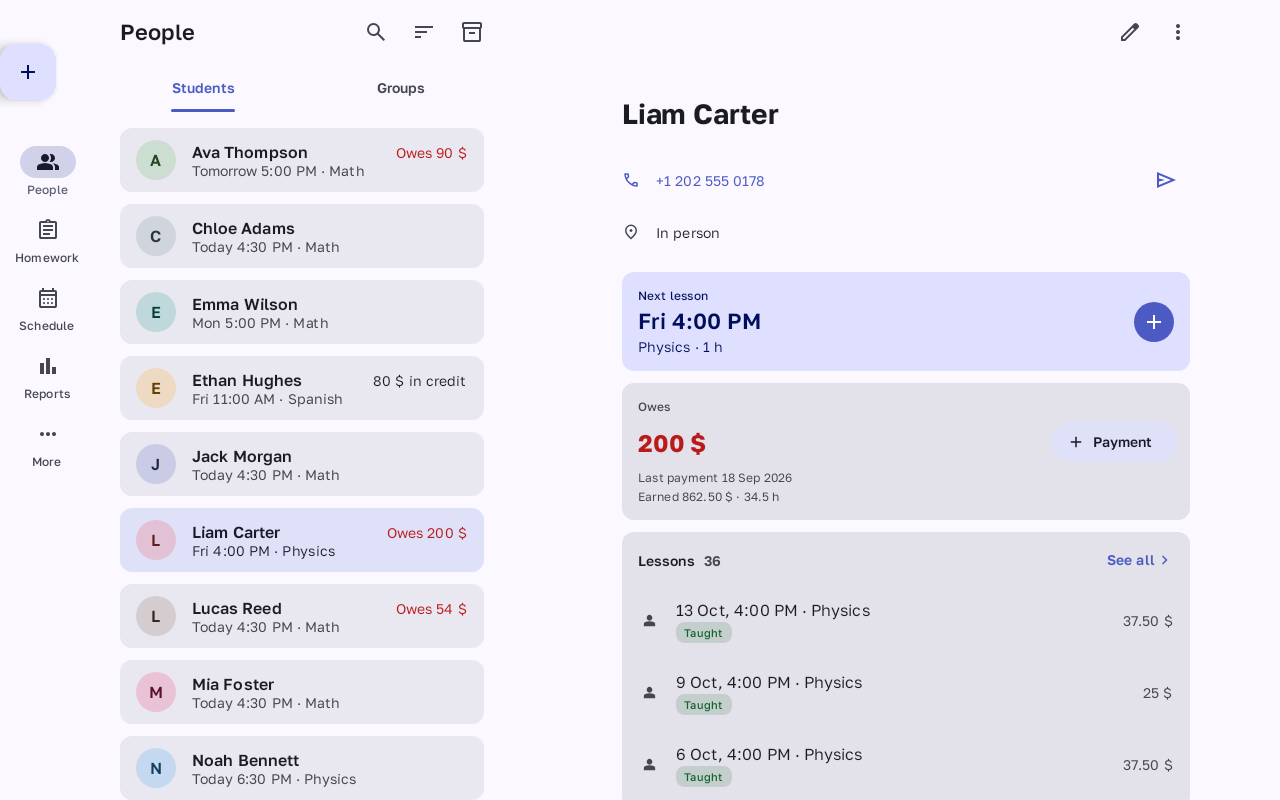 People
Students
Groups
People
Homework
Schedule
Reports
More
A
Ava Thompson
Owes 90 $
Tomorrow 5:00 PM · Math
C
Chloe Adams
Today 4:30 PM · Math
E
Emma Wilson
Mon 5:00 PM · Math
E
Ethan Hughes
80 $ in credit
Fri 11:00 AM · Spanish
J
Jack Morgan
Today 4:30 PM · Math
L
Liam Carter
Owes 200 $
Fri 4:00 PM · Physics
L
Lucas Reed
Owes 54 $
Today 4:30 PM · Math
M
Mia Foster
Today 4:30 PM · Math
N
Noah Bennett
Today 6:30 PM · Physics
Liam Carter
+1 202 555 0178
In person
Next lesson
Fri 4:00 PM
Physics · 1 h
Owes
200 $
Payment
Last payment 18 Sep 2026
Earned 862.50 $ · 34.5 h
Lessons 36
See all
13 Oct, 4:00 PM · Physics
Taught
37.50 $
9 Oct, 4:00 PM · Physics
Taught
25 $
6 Oct, 4:00 PM · Physics
Taught
37.50 $